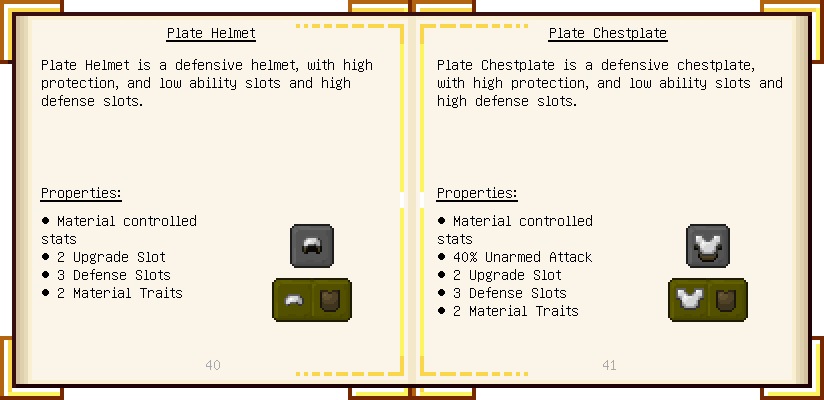 Plate Helmet
Plate Helmet is a defensive helmet, with high
protection, and low ability slots and high
defense slots.
Properties:
● Material controlled
stats
● 2 Upgrade Slot
● 3 Defense Slots
● 2 Material Traits
40
Plate Chestplate
Plate Chestplate is a defensive chestplate,
with high protection, and low ability slots and
high defense slots.
Properties:
● Material controlled
stats
● 40% Unarmed Attack
● 2 Upgrade Slot
● 3 Defense Slots
● 2 Material Traits
41